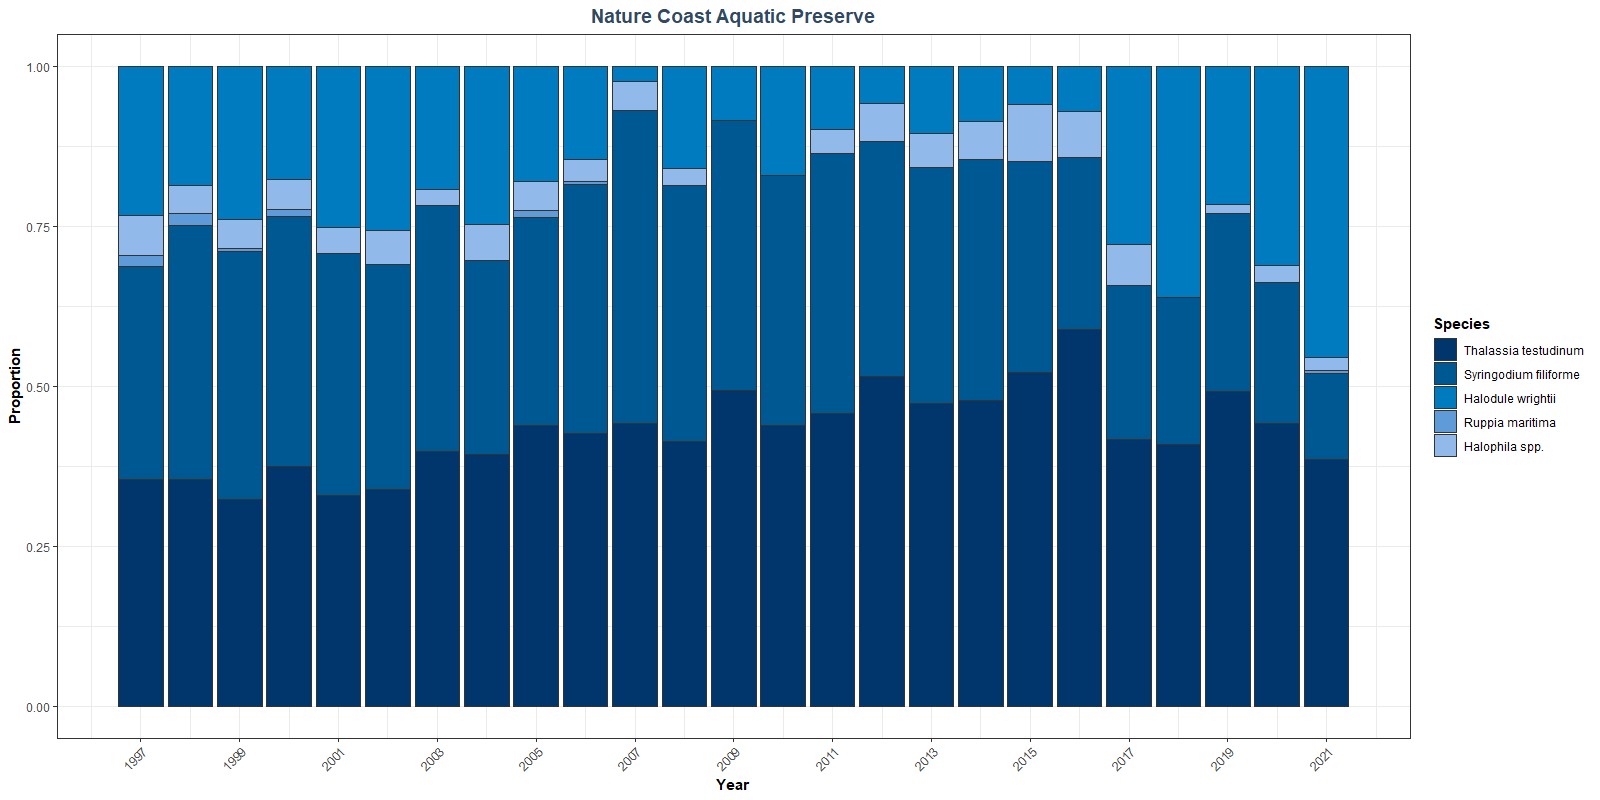 Nature Coast Aquatic Preserve
Proportion
1.00
0.75
0.50
0.25
0.00
1997
1999
2001
2003
2005
2007
2009
2011
2013
2015
2017
2019
2021
Year
Species
Thalassia testudinum
Syringodium filiforme
Halodule wrightii
Ruppia maritima
Halophila spp.